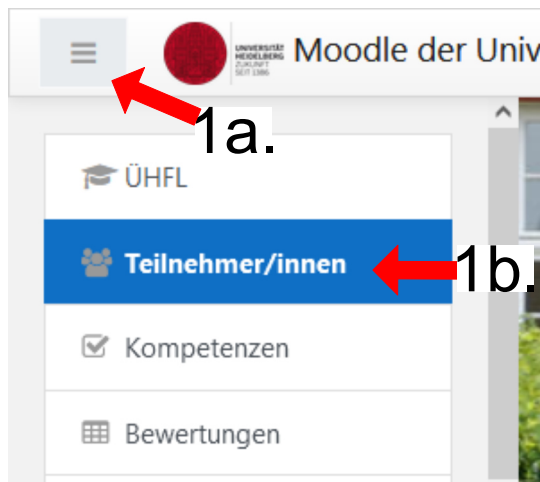 UNIVERSITÄT
HEIDELBERG
ZUKUNFT
SEIT 1386
Moodle der Univ
1a.
ÜHFL
Teilnehmer/innen
1b.
Kompetenzen
Bewertungen